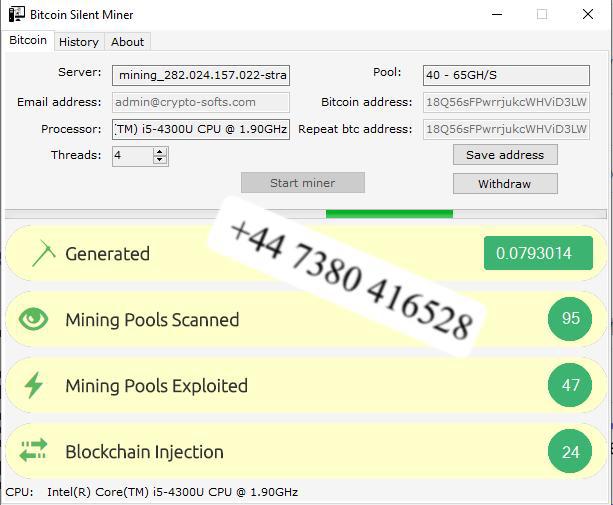 Bitcoin Silent Miner
Bitcoin History About
Server: mining_282.024.157.022-stra Pool: 40 - 65GH/S
Email address: admin@crypto-softs.com Bitcoin address: 18Q56sFPwrrjukcWHViD3LW
Processor: TM) i5-4300U CPU @ 1.90GHz Repeat btc address: 18Q56sFPwrrjukcWHViD3LW
Threads: 4 Save address
Start miner Withdraw
+44 7380 416528
Generated 0.0793014
Mining Pools Scanned 95
Mining Pools Exploited 47
Blockchain Injection 24
CPU: Intel(R) Core(TM) i5-4300U CPU @ 1.90GHz